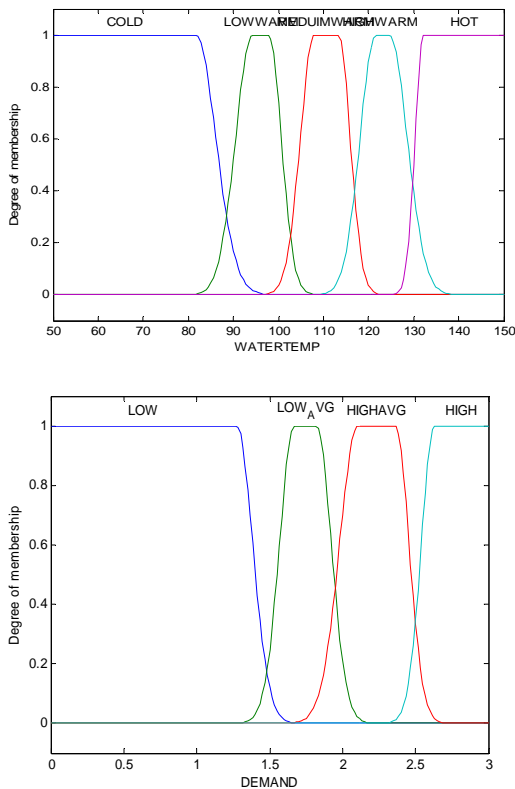 COLD LOWWARM MEDUIMWARM HIGHWARM HOT
1
0.8
0.6
0.4
0.2
0
Degree of membership
50 60 70 80 90 100 110 120 130 140 150
WATERTEMP
LOW LOW_AVG HIGHAVG HIGH
1
0.8
0.6
0.4
0.2
0
Degree of membership
0 0.5 1 1.5 2 2.5 3
DEMAND